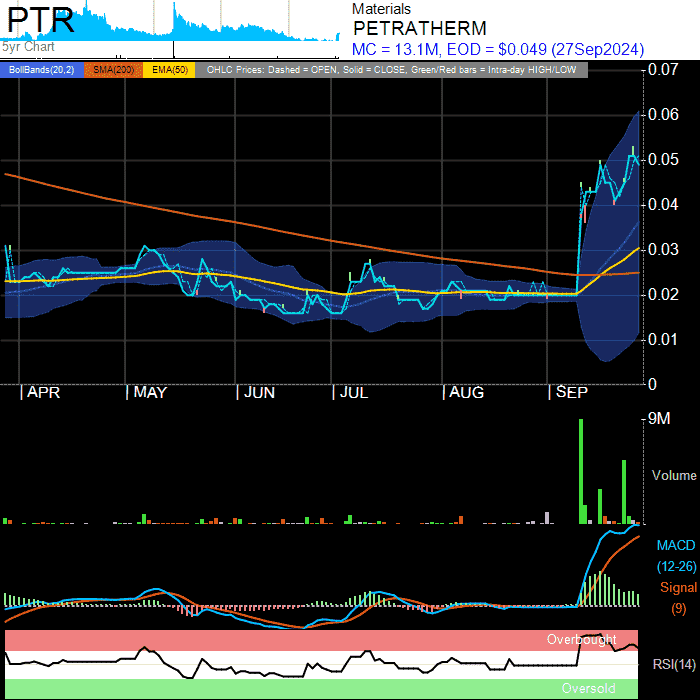 PTR
5yr Chart
Materials
PETRATHERM
MC = 13.1M, EOD = $0.049 (27Sep2024)
BollBands(20,2) SMA(200) EMA(50) OHLC Prices: Dashed = OPEN, Solid = CLOSE, Green/Red bars = Intra-day HIGH/LOW
0.07
0.06
0.05
0.04
0.03
0.02
0.01
0
APR MAY JUN JUL AUG SEP
9M
Volume
MACD
(12-26)
Signal
(9)
Overbought
RSI(14)
Oversold